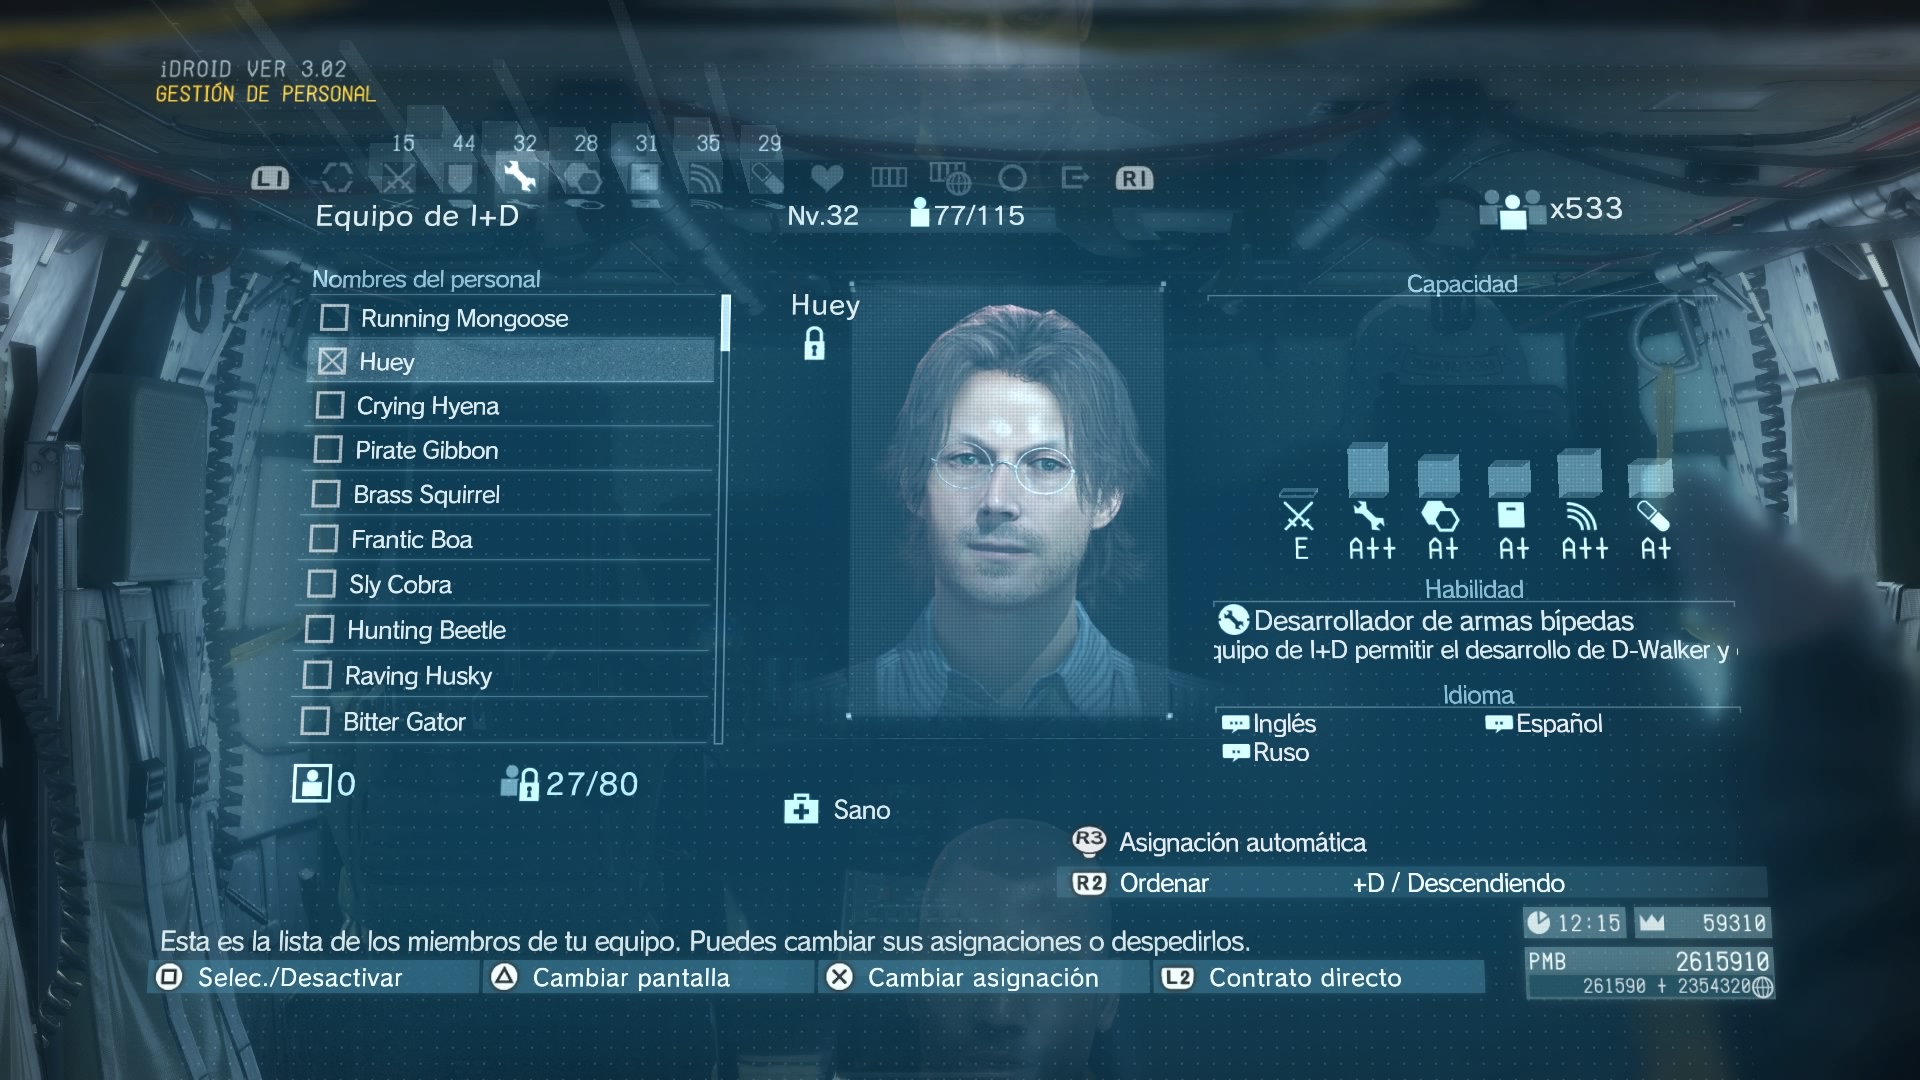 iDROID VER 3.02
GESTIÓN DE PERSONAL
15 44 32 28 31 35 29
L1 R1
Equipo de I+D Nv.32 77/115 x533
Nombres del personal
Running Mongoose
Huey
Crying Hyena
Pirate Gibbon
Brass Squirrel
Frantic Boa
Sly Cobra
Hunting Beetle
Raving Husky
Bitter Gator
0 27/80
Huey
Sano
Capacidad
E A++ A+ A+ A++ A+
Habilidad
Desarrollador de armas bípedas
quipo de I+D permitir el desarrollo de D-Walker y
Idioma
Inglés Español
Ruso
R3 Asignación automática
R2 Ordenar +D / Descendiendo
12:15 59310
PMB 2615910
261590 + 2354320
Esta es la lista de los miembros de tu equipo. Puedes cambiar sus asignaciones o despedirlos.
Selec./Desactivar Cambiar pantalla Cambiar asignación L2 Contrato directo